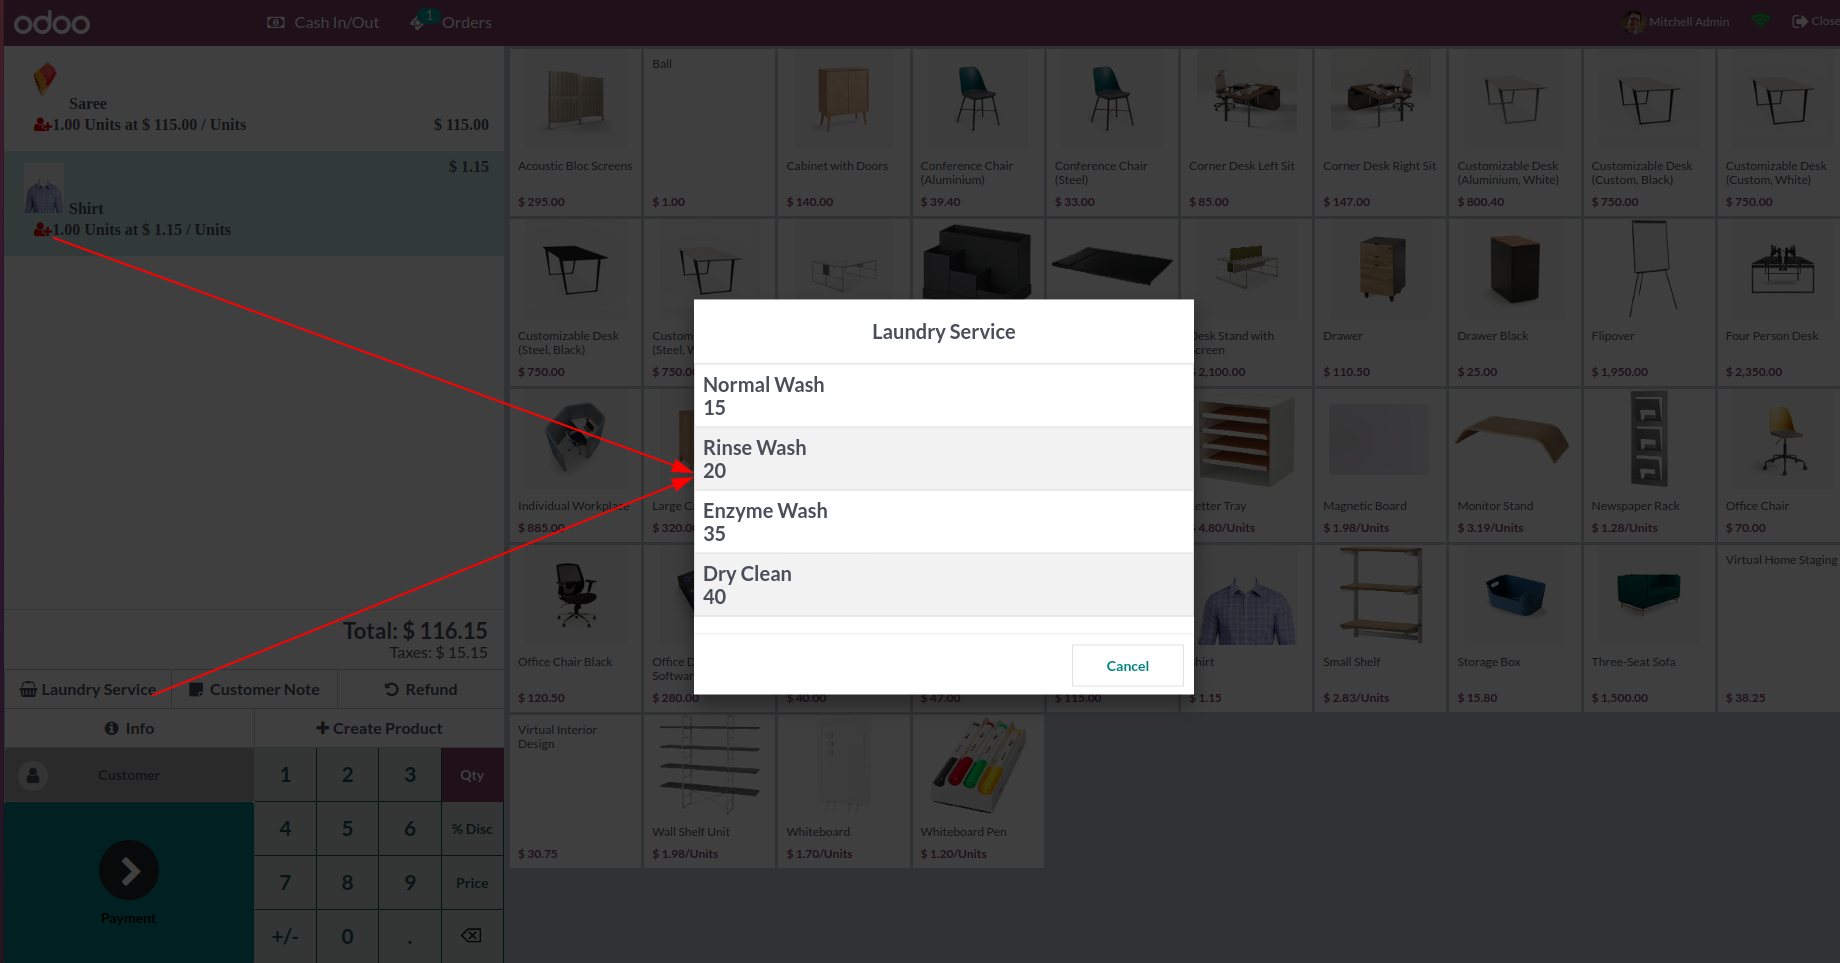 odoo
Cash In/Out
1
Orders
Mitchell Admin
Close
Saree
1.00 Units at $ 115.00 / Units
$ 115.00
$ 1.15
Shirt
1.00 Units at $ 1.15 / Units
Total: $ 116.15
Taxes: $ 15.15
Laundry Service
Customer Note
Refund
Info
Create Product
Customer
Payment
1 2 3 Qty
4 5 6 % Disc
7 8 9 Price
+/- 0 .
Acoustic Bloc Screens
$ 295.00
Ball
$ 1.00
Cabinet with Doors
$ 140.00
Conference Chair
(Aluminium)
$ 39.40
Conference Chair
(Steel)
$ 33.00
Corner Desk Left Sit
$ 85.00
Corner Desk Right Sit
$ 147.00
Customizable Desk
(Aluminium, White)
$ 800.40
Customizable Desk
(Custom, Black)
$ 750.00
Customizable Desk
(Custom, White)
$ 750.00
Customizable Desk
(Steel, Black)
$ 750.00
Custom
(Steel, W
$ 750.0
Desk Stand with
creen
2,100.00
Drawer
$ 110.50
Drawer Black
$ 25.00
Flipover
$ 1,950.00
Four Person Desk
$ 2,350.00
Individual Workplace
$ 885.00
Large C
$ 320.0
etter Tray
4.80/Units
Magnetic Board
$ 1.98/Units
Monitor Stand
$ 3.19/Units
Newspaper Rack
$ 1.28/Units
Office Chair
$ 70.00
Office Chair Black
$ 120.50
Office D
Softwar
$ 280.00
$ 40.00
$ 47.00
$ 115.00
hirt
$ 1.15
Small Shelf
$ 2.83/Units
Storage Box
$ 15.80
Three-Seat Sofa
$ 1,500.00
Virtual Home Staging
$ 38.25
Virtual Interior
Design
$ 30.75
Wall Shelf Unit
$ 1.98/Units
Whiteboard
$ 1.70/Units
Whiteboard Pen
$ 1.20/Units
Laundry Service
Normal Wash
15
Rinse Wash
20
Enzyme Wash
35
Dry Clean
40
Cancel